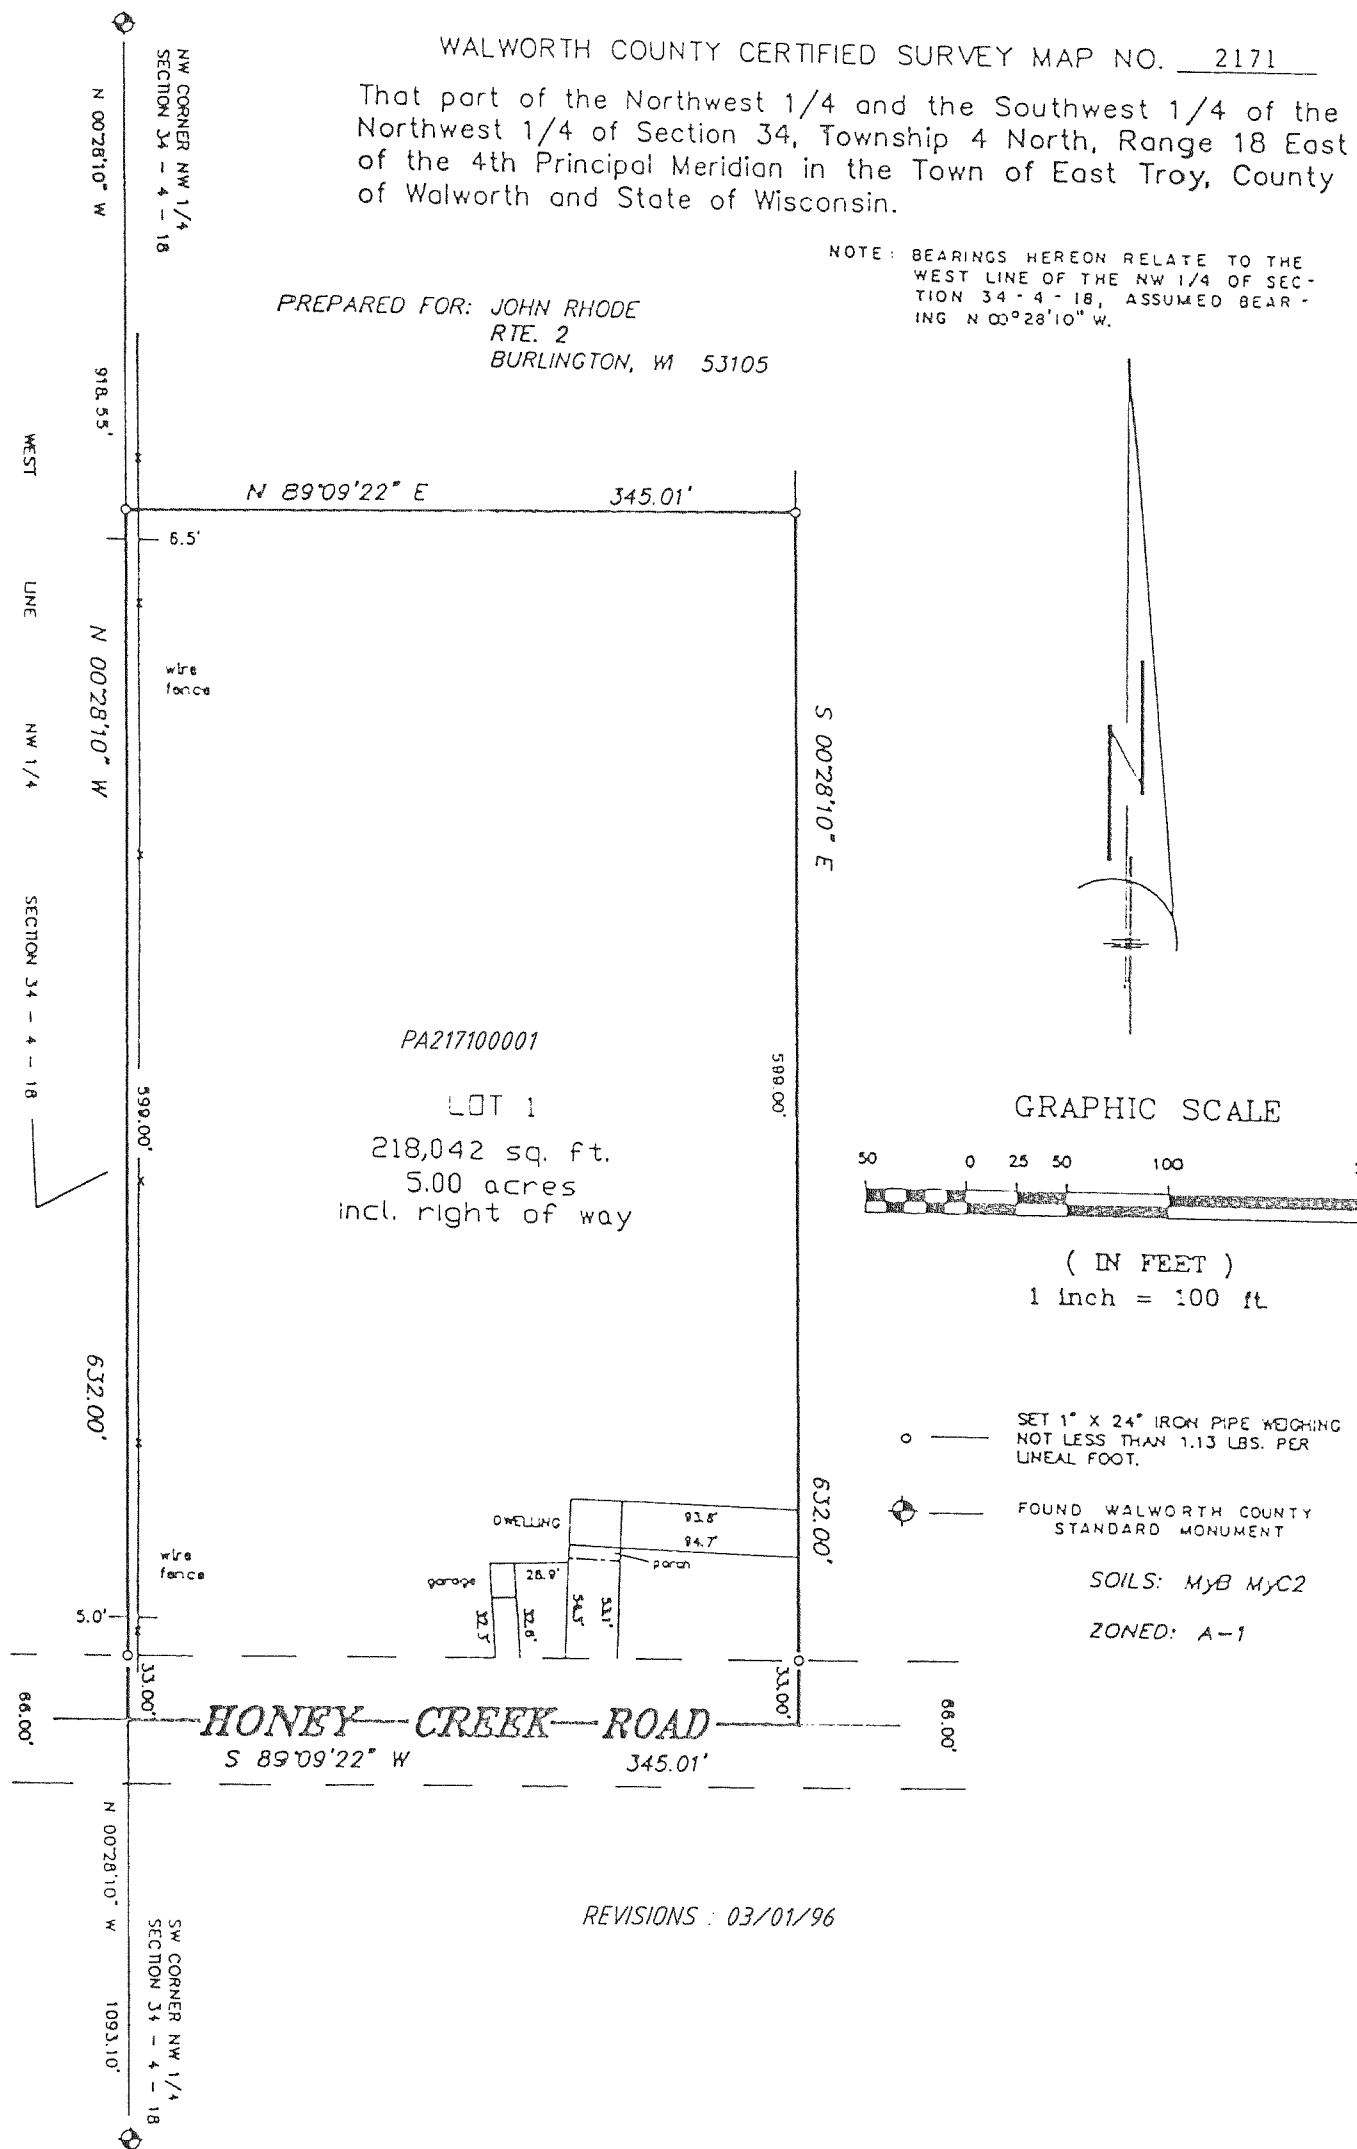 WALWORTH COUNTY CERTIFIED SURVEY MAP NO. 2171
That part of the Northwest 1/4 and the Southwest 1/4 of the
Northwest 1/4 of Section 34, Township 4 North, Range 18 East
of the 4th Principal Meridian in the Town of East Troy, County
of Walworth and State of Wisconsin.
NW CORNER NW 1/4
SECTION 34 - 4 - 18
N 00°28'10" W
918.55'
NOTE: BEARINGS HEREON RELATE TO THE
WEST LINE OF THE NW 1/4 OF SEC-
TION 34 - 4 - 18, ASSUMED BEAR-
ING N 00°28'10" W.
PREPARED FOR: JOHN RHODE
RTE. 2
BURLINGTON, WI 53105
N 89°09'22" E 345.01'
6.5'
WEST LINE NW 1/4 SECTION 34 - 4 - 18
N 00°28'10" W
wire
fence
S 00°28'10" E
N
PA217100001
LOT 1
218,042 sq. ft.
5.00 acres
incl. right of way
599.00'
599.00'
GRAPHIC SCALE
50 0 25 50 100
( IN FEET )
1 inch = 100 ft.
632.00'
632.00'
SET 1" X 24" IRON PIPE WEIGHING
NOT LESS THAN 1.13 LBS. PER
LINEAL FOOT.
FOUND WALWORTH COUNTY
STANDARD MONUMENT
SOILS: MyB MyC2
ZONED: A-1
DWELLING
93.8'
94.7'
porch
garage
28.9'
32.3'
32.6'
53.1'
wire
fence
5.0'
33.00'
33.00'
66.00'
66.00'
HONEY CREEK ROAD
S 89°09'22" W 345.01'
N 00°28'10" W 1093.10'
SW CORNER NW 1/4
SECTION 34 - 4 - 18
REVISIONS : 03/01/96